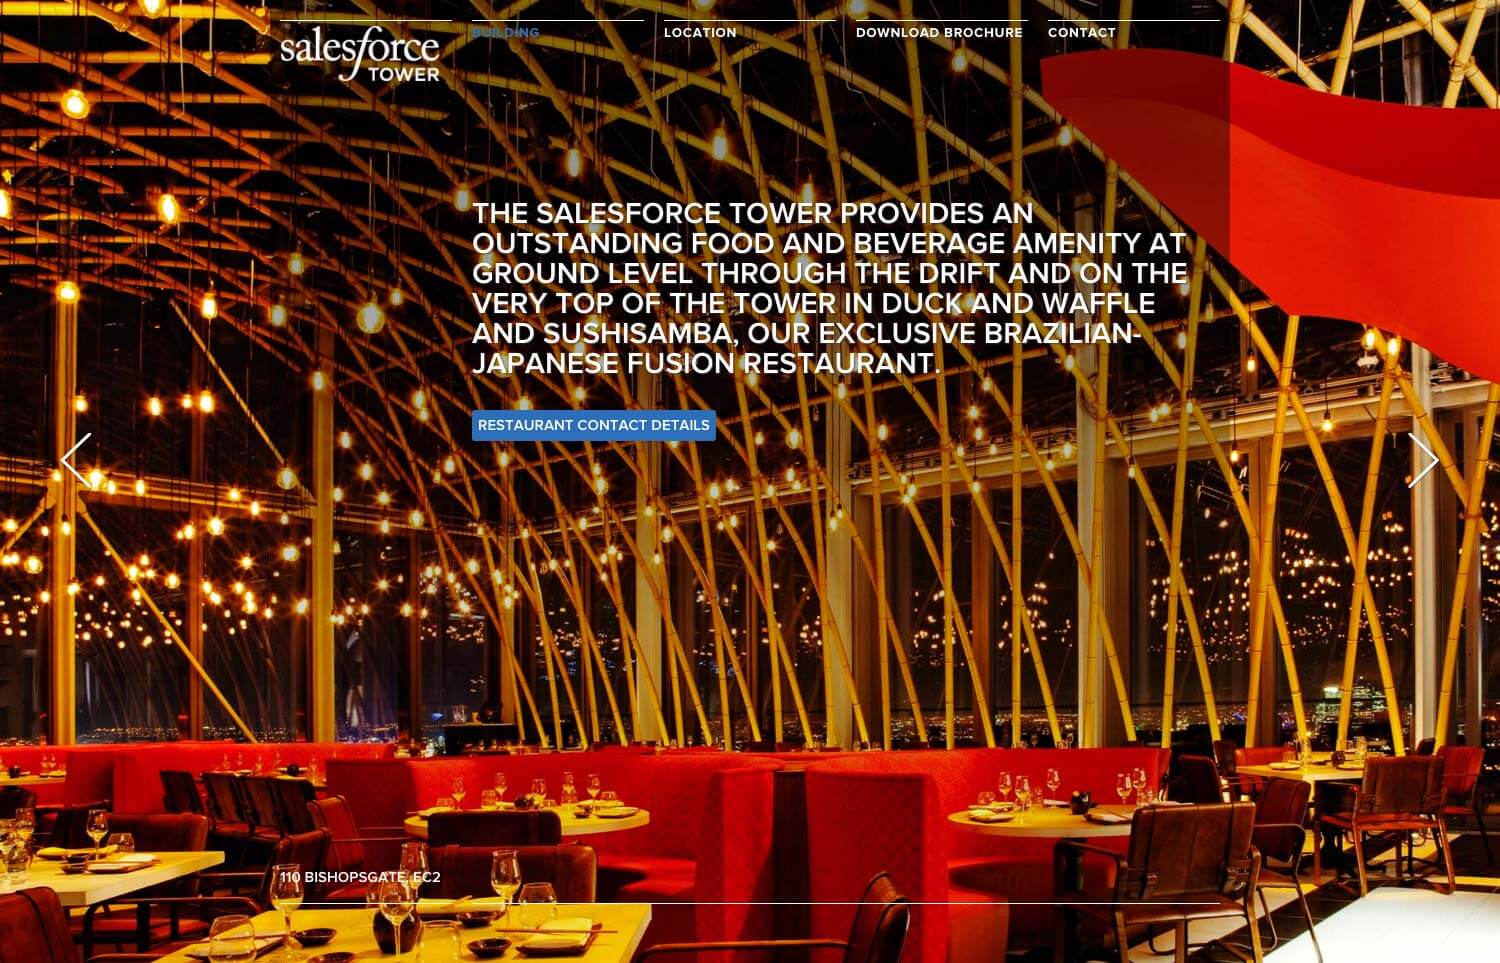 salesforce
TOWER
BUILDING
LOCATION
DOWNLOAD BROCHURE
CONTACT
THE SALESFORCE TOWER PROVIDES AN
OUTSTANDING FOOD AND BEVERAGE AMENITY AT
GROUND LEVEL THROUGH THE DRIFT AND ON THE
VERY TOP OF THE TOWER IN DUCK AND WAFFLE
AND SUSHISAMBA, OUR EXCLUSIVE BRAZILIAN-
JAPANESE FUSION RESTAURANT.
RESTAURANT CONTACT DETAILS
110 BISHOPSGATE, EC2